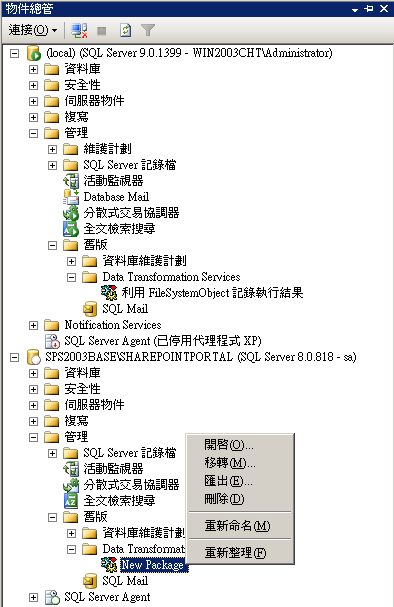 物件總管
連接(O)
(local) (SQL Server 9.0.1399 - WIN2003CHT\Administrator)
資料庫
安全性
伺服器物件
複寫
管理
維護計劃
SQL Server 記錄檔
活動監視器
Database Mail
分散式交易協調器
全文檢索搜尋
舊版
資料庫維護計劃
Data Transformation Services
利用 FileSystemObject 記錄執行結果
SQL Mail
Notification Services
SQL Server Agent (已停用代理程式 XP)
SPS2003BASE\SHAREPOINTPORTAL (SQL Server 8.0.818 - sa)
資料庫
安全性
伺服器物件
複寫
管理
SQL Server 記錄檔
活動監視器
分散式交易協調器
全文檢索搜尋
舊版
資料庫維護計劃
Data Transformati
New Package
SQL Mail
SQL Server Agent
開啓(O)...
移轉(M)...
匯出(E)...
刪除(D)
重新命名(M)
重新整理(F)